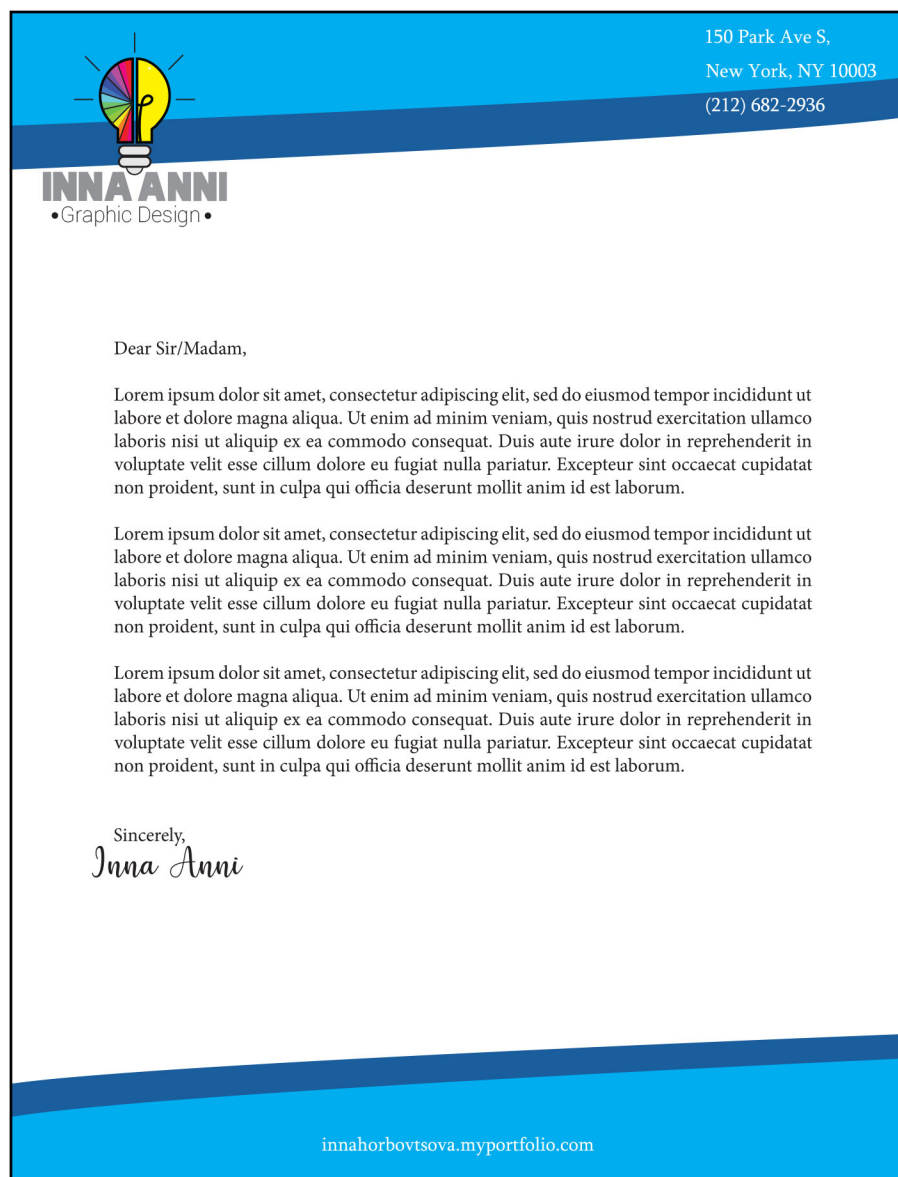 150 Park Ave S,
New York, NY 10003
(212) 682-2936
INNA ANNI
•Graphic Design•
Dear Sir/Madam,
Lorem ipsum dolor sit amet, consectetur adipiscing elit, sed do eiusmod tempor incididunt ut
labore et dolore magna aliqua. Ut enim ad minim veniam, quis nostrud exercitation ullamco
laboris nisi ut aliquip ex ea commodo consequat. Duis aute irure dolor in reprehenderit in
voluptate velit esse cillum dolore eu fugiat nulla pariatur. Excepteur sint occaecat cupidatat
non proident, sunt in culpa qui officia deserunt mollit anim id est laborum.
Lorem ipsum dolor sit amet, consectetur adipiscing elit, sed do eiusmod tempor incididunt ut
labore et dolore magna aliqua. Ut enim ad minim veniam, quis nostrud exercitation ullamco
laboris nisi ut aliquip ex ea commodo consequat. Duis aute irure dolor in reprehenderit in
voluptate velit esse cillum dolore eu fugiat nulla pariatur. Excepteur sint occaecat cupidatat
non proident, sunt in culpa qui officia deserunt mollit anim id est laborum.
Lorem ipsum dolor sit amet, consectetur adipiscing elit, sed do eiusmod tempor incididunt ut
labore et dolore magna aliqua. Ut enim ad minim veniam, quis nostrud exercitation ullamco
laboris nisi ut aliquip ex ea commodo consequat. Duis aute irure dolor in reprehenderit in
voluptate velit esse cillum dolore eu fugiat nulla pariatur. Excepteur sint occaecat cupidatat
non proident, sunt in culpa qui officia deserunt mollit anim id est laborum.
Sincerely,
Inna Anni
innahorbovtsova.myportfolio.com